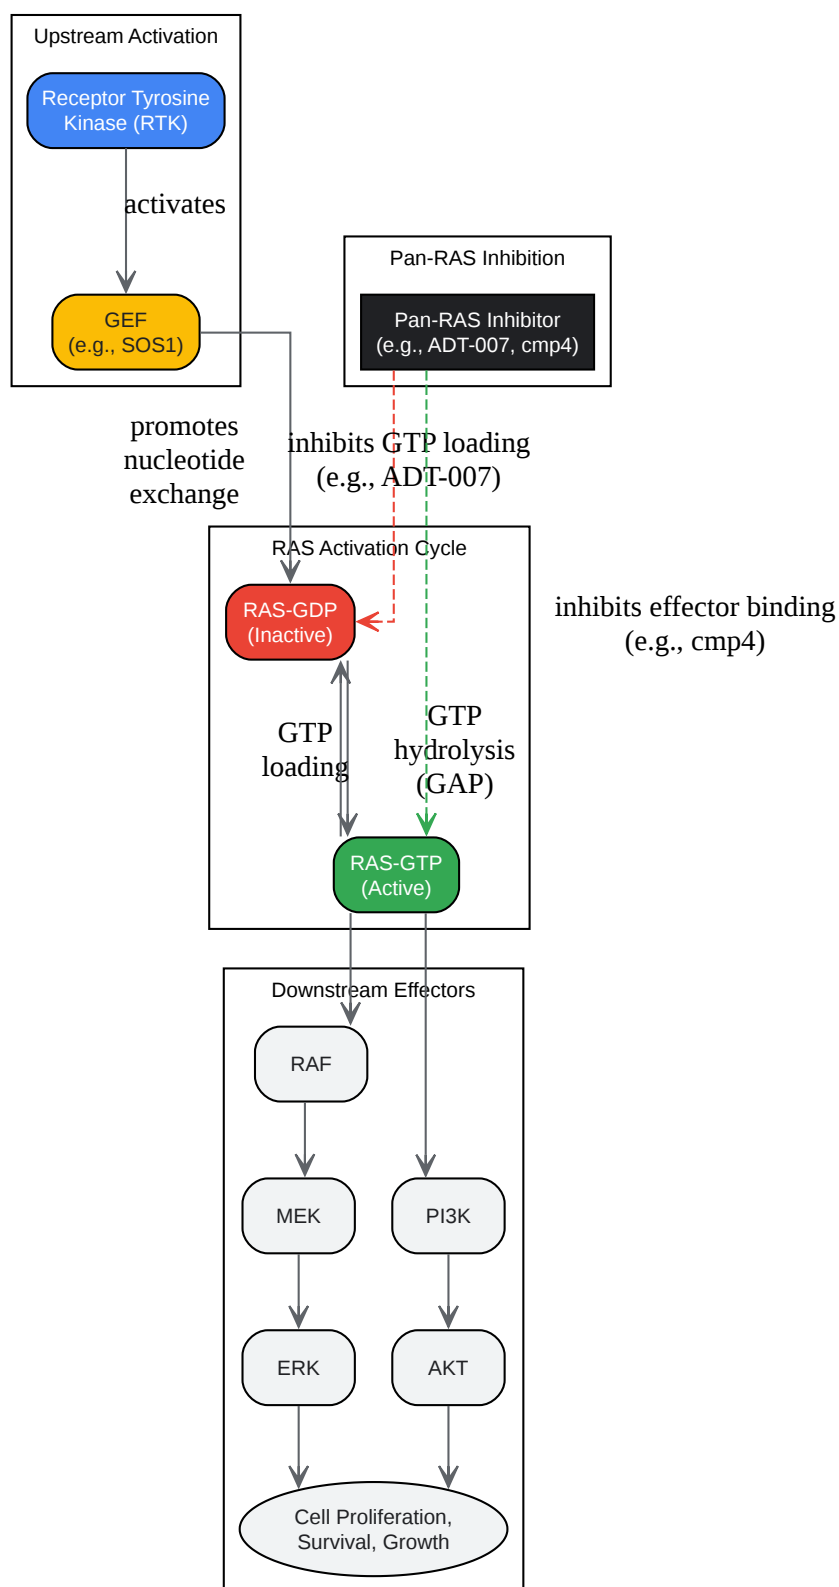 Upstream Activation
Receptor Tyrosine
Kinase (RTK)
activates
GEF
(e.g., SOS1)
Pan-RAS Inhibition
Pan-RAS Inhibitor
(e.g., ADT-007, cmp4)
promotes
nucleotide
exchange
inhibits GTP loading
(e.g., ADT-007)
RAS Activation Cycle
RAS-GDP
(Inactive)
inhibits effector binding
(e.g., cmp4)
GTP
loading
GTP
hydrolysis
(GAP)
RAS-GTP
(Active)
Downstream Effectors
RAF
MEK
PI3K
ERK
AKT
Cell Proliferation,
Survival, Growth